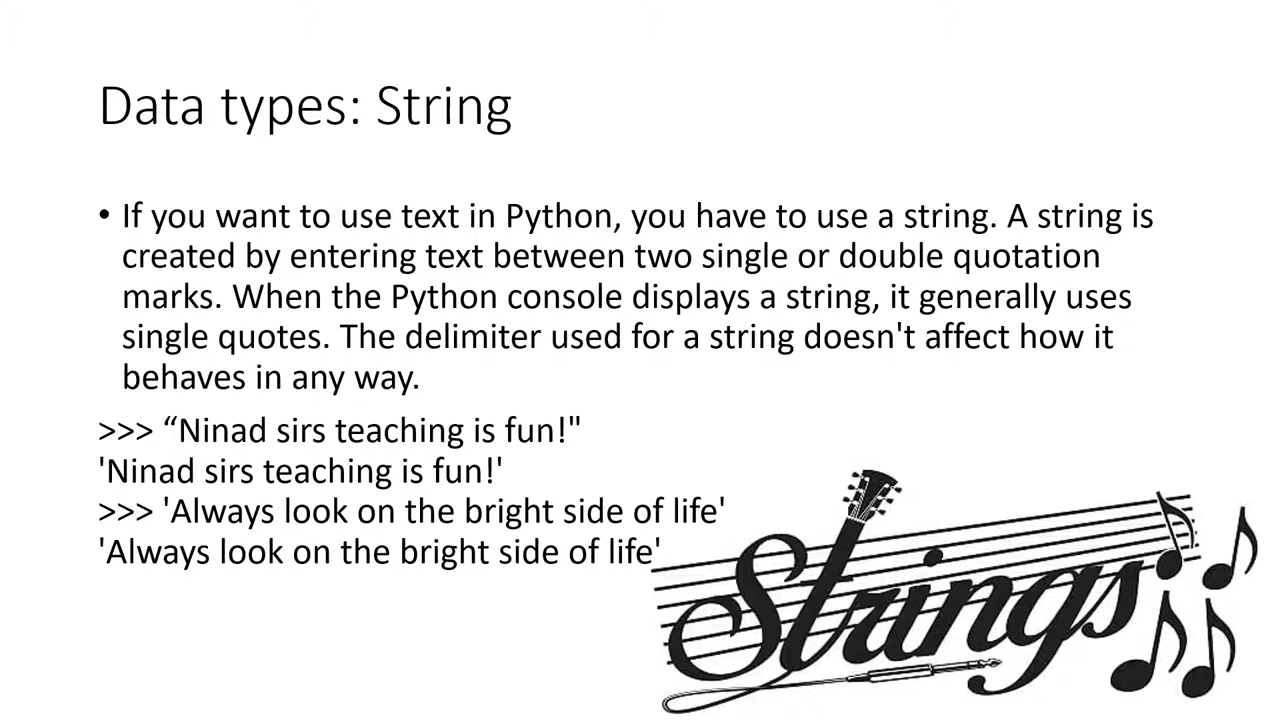 Data types: String
• If you want to use text in Python, you have to use a string. A string is
created by entering text between two single or double quotation
marks. When the Python console displays a string, it generally uses
single quotes. The delimiter used for a string doesn't affect how it
behaves in any way.
>>> “Ninad sirs teaching is fun!"
'Ninad sirs teaching is fun!'
>>> 'Always look on the bright side of life'
'Always look on the bright side of life'
Strings